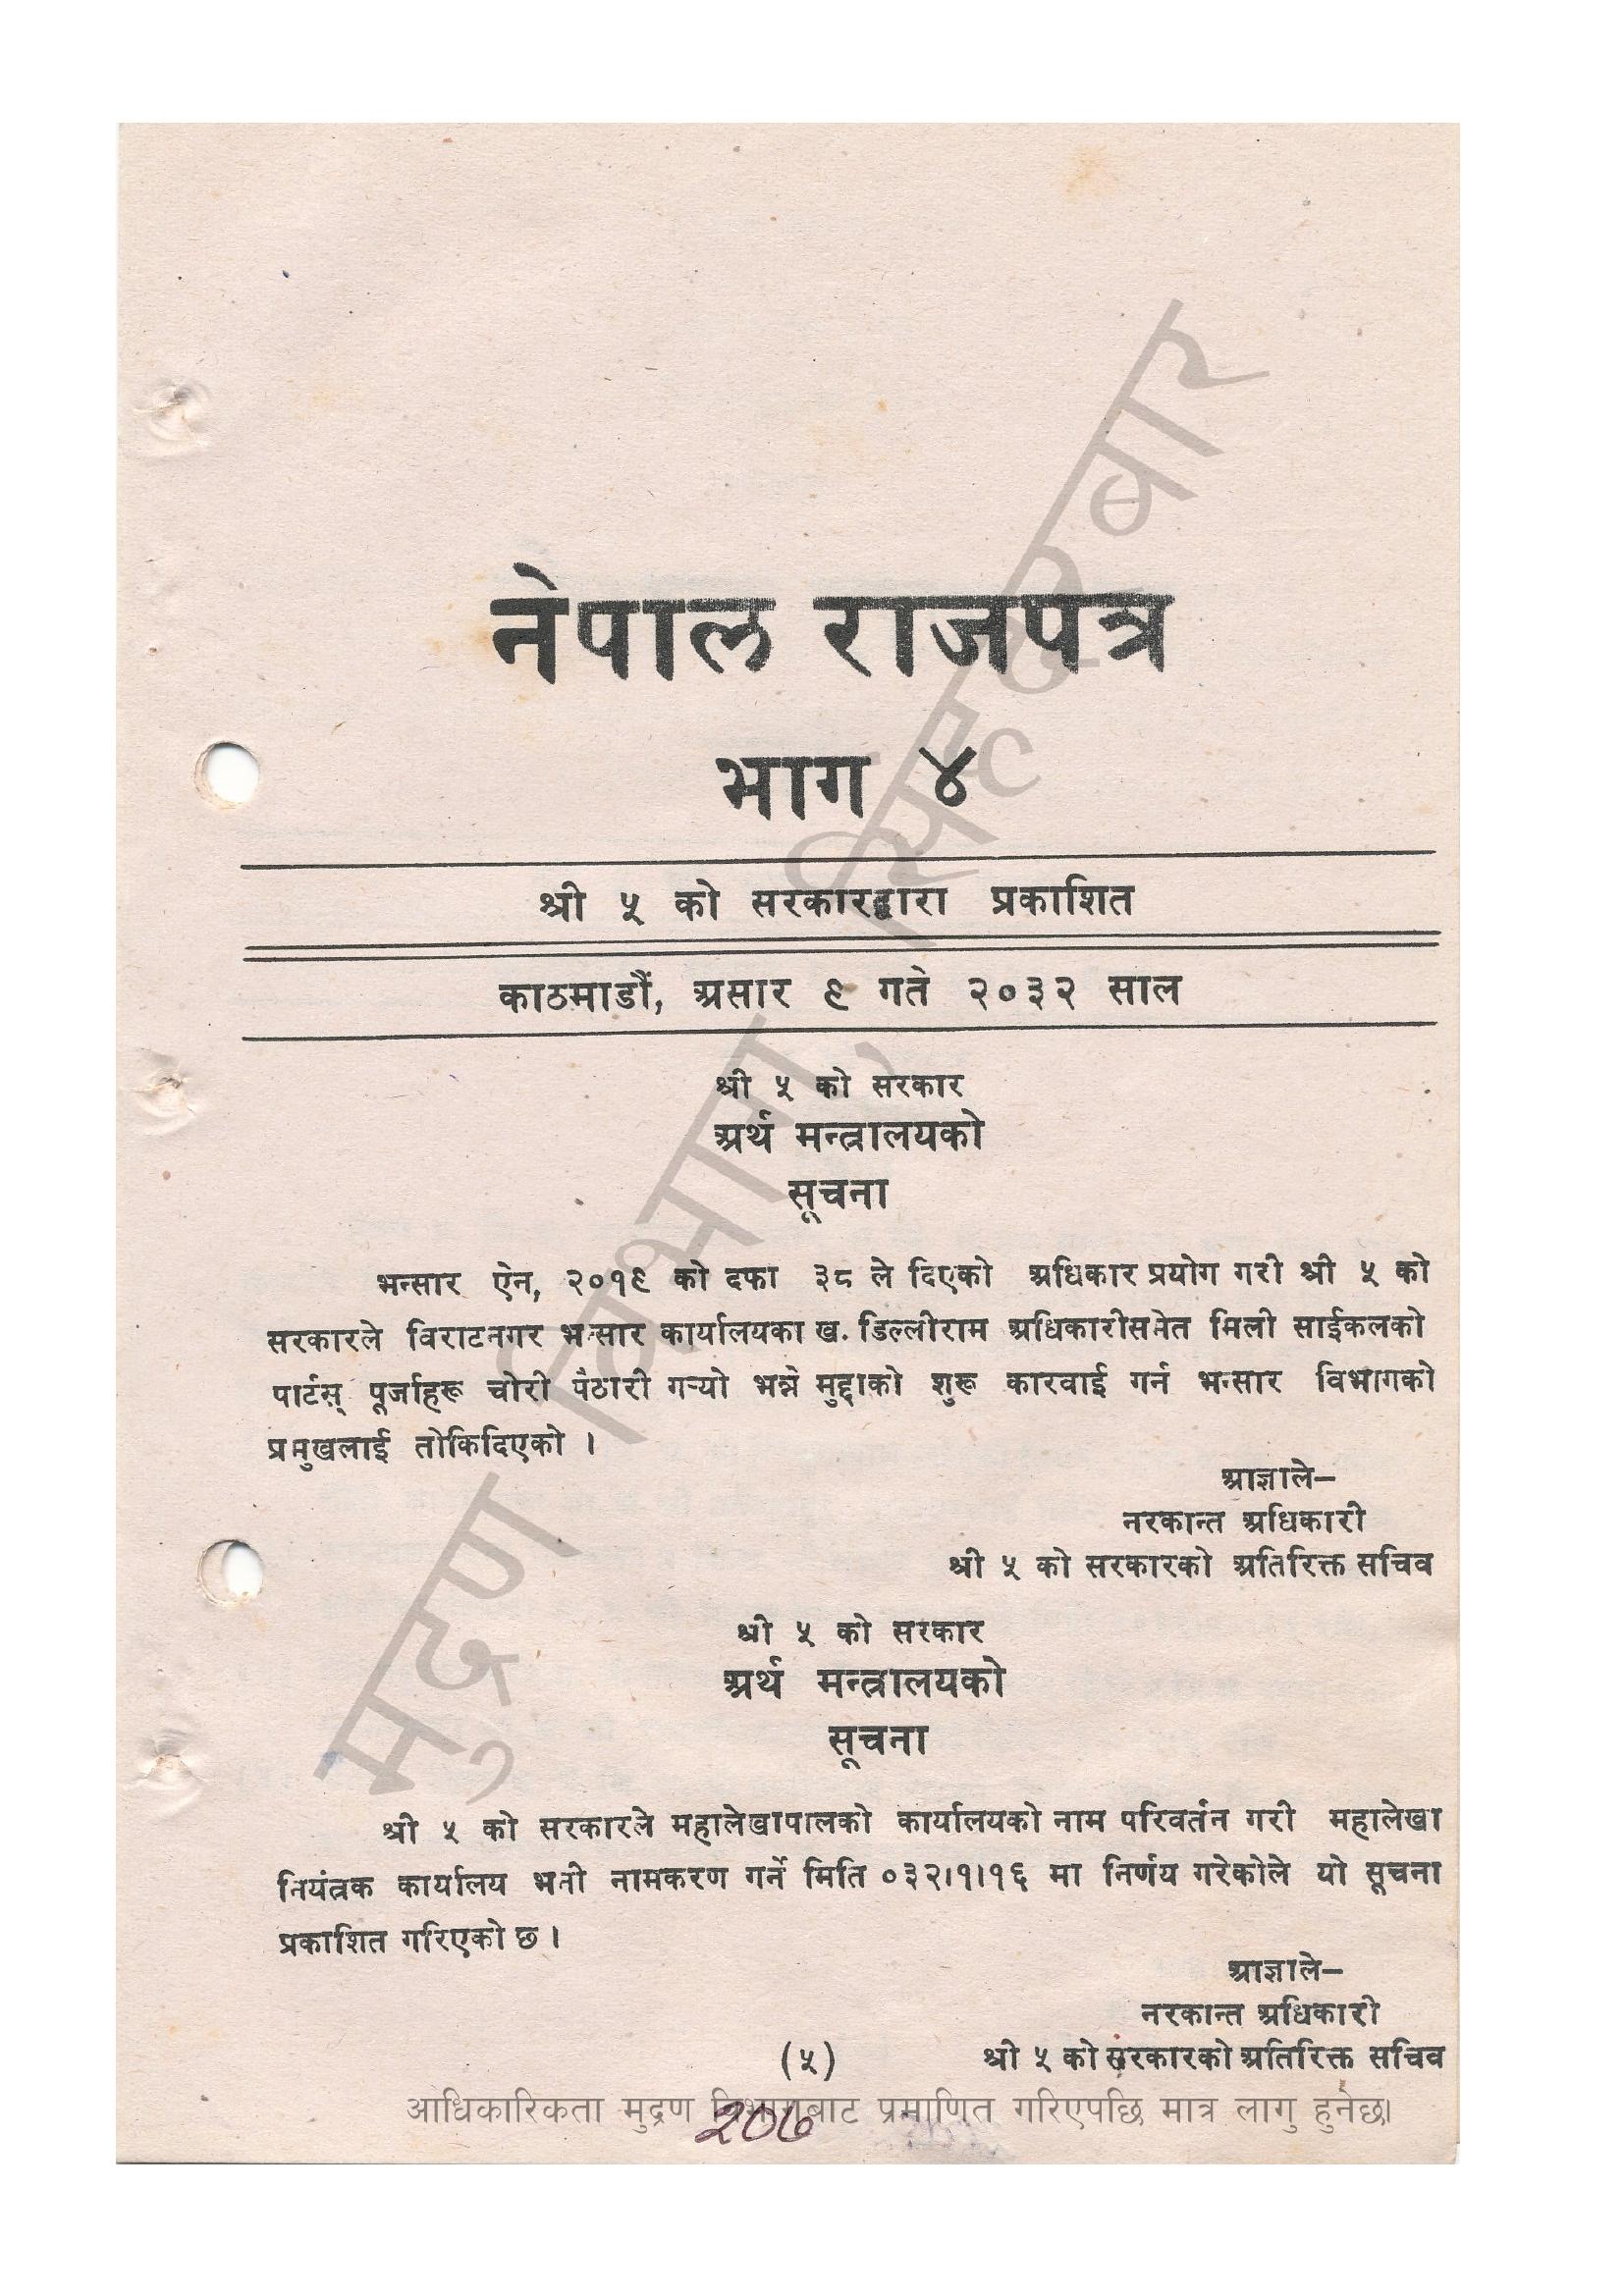 नेपाल राजपत्र
भाग ४
श्री ५ को सरकारद्वारा प्रकाशित
काठमाडौं, असार ९ गते २०३२ साल
श्री ५ को सरकार
अर्थ मन्त्रालयको
सूचना
भन्सार ऐन, २०१९ को दफा ३८ ले दिएको अधिकार प्रयोग गरी श्री ५ को
सरकारले विराटनगर भन्सार कार्यालयका ख. डिल्लीराम अधिकारीसमेत मिली साईकलको
पार्टस् पूर्जाहरू चोरी पैठारी गर्‍यो भन्ने मुद्दाको शुरू कारवाई गर्न भन्सार विभागको
प्रमुखलाई तोकिदिएको ।
आज्ञाले–
नरकान्त अधिकारी
श्री ५ को सरकारको अतिरिक्त सचिव
श्री ५ को सरकार
अर्थ मन्त्रालयको
सूचना
श्री ५ को सरकारले महालेखापालको कार्यालयको नाम परिवर्तन गरी महालेखा
नियंत्रक कार्यालय भनी नामकरण गर्ने मिति ०३२।१।१६ मा निर्णय गरेकोले यो सूचना
प्रकाशित गरिएको छ ।
आज्ञाले–
नरकान्त अधिकारी
(५) श्री ५ को सरकारको अतिरिक्त सचिव
आधिकारिकता मुद्रण विभागबाट प्रमाणित गरिएपछि मात्र लागु हुनेछ।
२०७
मुद्रण विभाग, सिंहदरबार